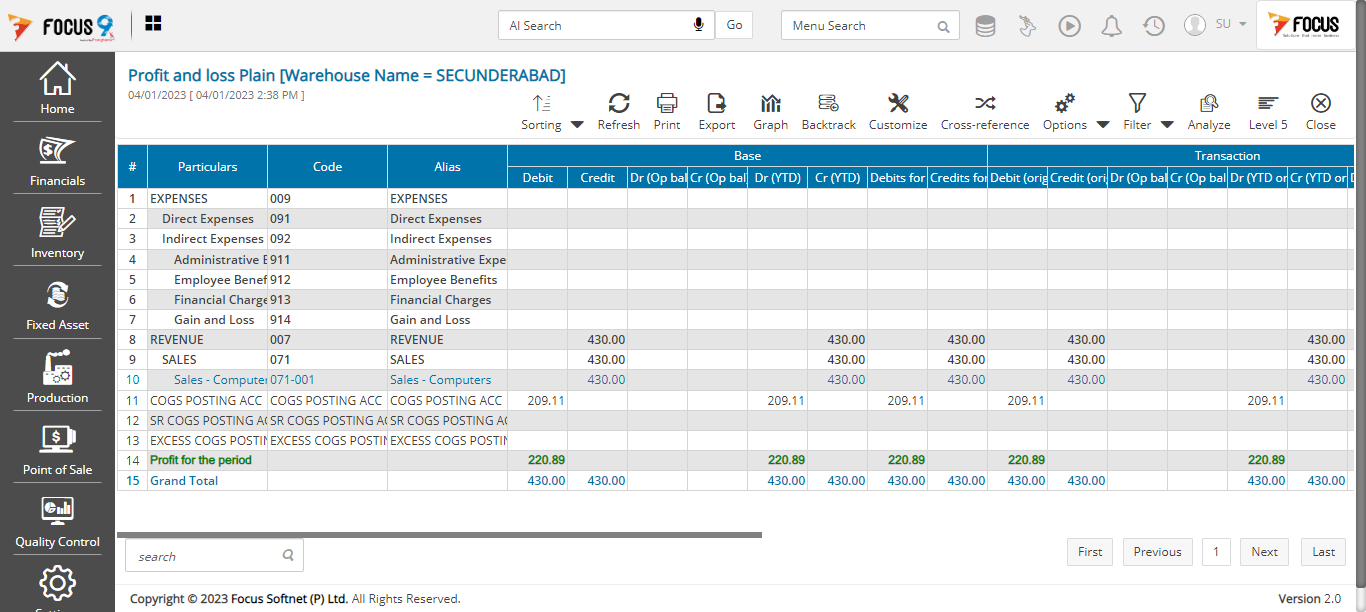 FOCUS 9
AI Search Go Menu Search SU FOCUS
Home
Financials
Inventory
Fixed Asset
Production
Point of Sale
Quality Control
Profit and loss Plain [Warehouse Name = SECUNDERABAD]
04/01/2023 [ 04/01/2023 2:38 PM ]
Sorting Refresh Print Export Graph Backtrack Customize Cross-reference Options Filter Analyze Level 5 Close
Base Transaction
# Particulars Code Alias Debit Credit Dr (Op bal Cr (Op bal Dr (YTD) Cr (YTD) Debits for Credits for Debit (orig Credit (ori Dr (Op bal Cr (Op bal Dr (YTD or Cr (YTD or
1 EXPENSES 009 EXPENSES
2 Direct Expenses 091 Direct Expenses
3 Indirect Expenses 092 Indirect Expenses
4 Administrative E 911 Administrative Expe
5 Employee Benef 912 Employee Benefits
6 Financial Charge 913 Financial Charges
7 Gain and Loss 914 Gain and Loss
8 REVENUE 007 REVENUE 430.00 430.00 430.00 430.00 430.00
9 SALES 071 SALES 430.00 430.00 430.00 430.00 430.00
10 Sales - Computer 071-001 Sales - Computers 430.00 430.00 430.00 430.00 430.00
11 COGS POSTING ACC COGS POSTING ACC COGS POSTING ACC 209.11 209.11 209.11 209.11 209.11
12 SR COGS POSTING AC SR COGS POSTING AC SR COGS POSTING AC
13 EXCESS COGS POSTIN EXCESS COGS POSTIN EXCESS COGS POSTIN
14 Profit for the period 220.89 220.89 220.89 220.89 220.89
15 Grand Total 430.00 430.00 430.00 430.00 430.00 430.00 430.00 430.00 430.00 430.00
search
First Previous 1 Next Last
Copyright © 2023 Focus Softnet (P) Ltd. All Rights Reserved. Version 2.0